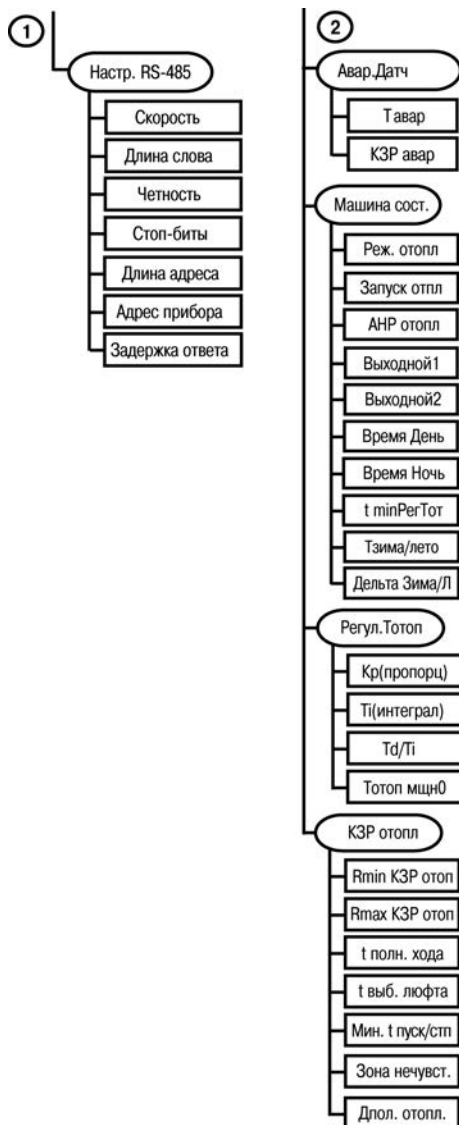 1
Настр. RS-485
Скорость
Длина слова
Четность
Стоп-биты
Длина адреса
Адрес прибора
Задержка ответа
2
Авар.Датч
Тавар
КЗР авар
Машина сост.
Реж. отопл
Запуск отпл
АНР отопл
Выходной1
Выходной2
Время День
Время Ночь
t minРегТот
Тзима/лето
Дельта Зима/Л
Регул.Тотоп
Кр(пропорц)
Ti(интеграл)
Td/Ti
Тотоп мщн0
КЗР отопл
Rmin КЗР отоп
Rmax КЗР отоп
t полн. хода
t выб. люфта
Мин. t пуск/стп
Зона нечувст.
Дпол. отопл.